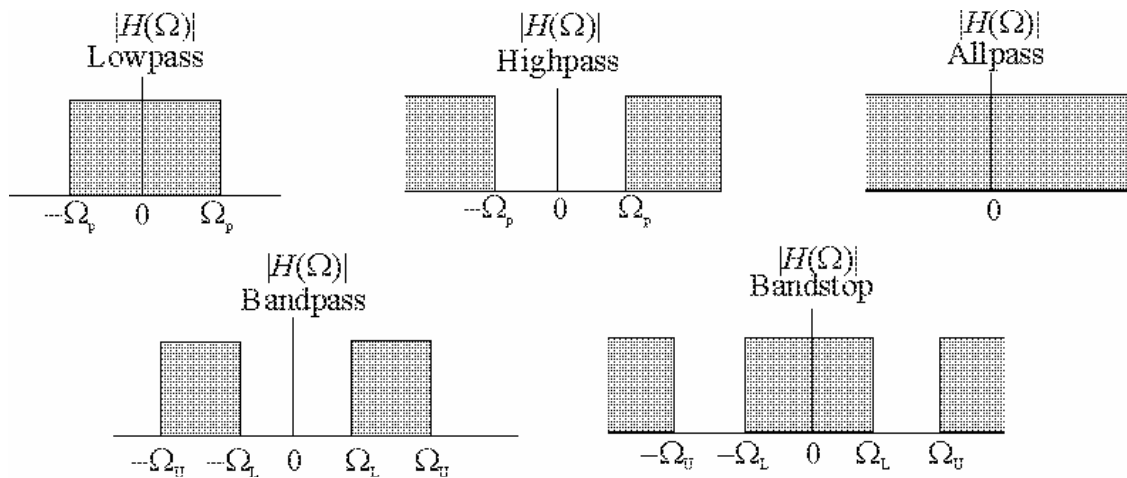 |H(Ω)|
Lowpass
---Ωp 0 Ωp
|H(Ω)|
Highpass
---Ωp 0 Ωp
|H(Ω)|
Allpass
0
|H(Ω)|
Bandpass
---ΩU ---ΩL 0 ΩL ΩU
|H(Ω)|
Bandstop
−ΩU −ΩL 0 ΩL ΩU